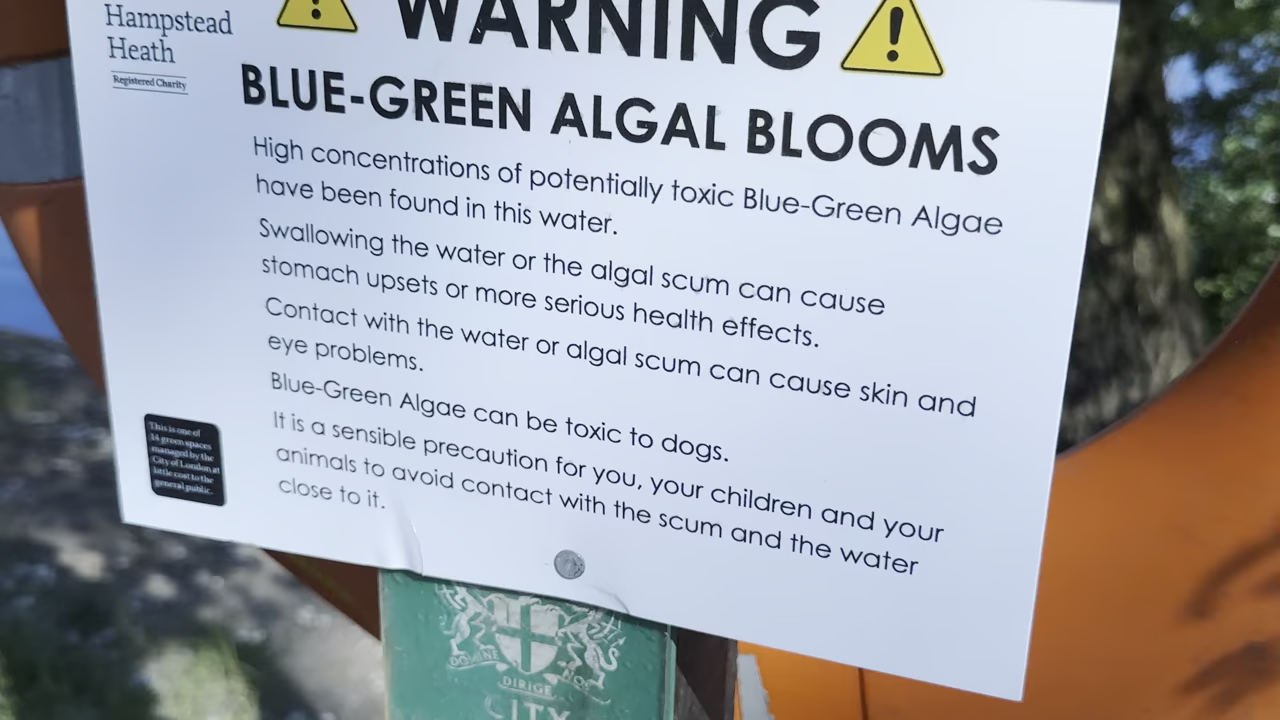 Hampstead
Heath
Registered Charity
WARNING
BLUE-GREEN ALGAL BLOOMS
High concentrations of potentially toxic Blue-Green Algae
have been found in this water.
Swallowing the water or the algal scum can cause
stomach upsets or more serious health effects.
Contact with the water or algal scum can cause skin and
eye problems.
Blue-Green Algae can be toxic to dogs.
It is a sensible precaution for you, your children and your
animals to avoid contact with the scum and the water
close to it.
This is one of
14 green spaces
managed by the
City of London at
little cost to the
general public.
DIRIGE
CITY